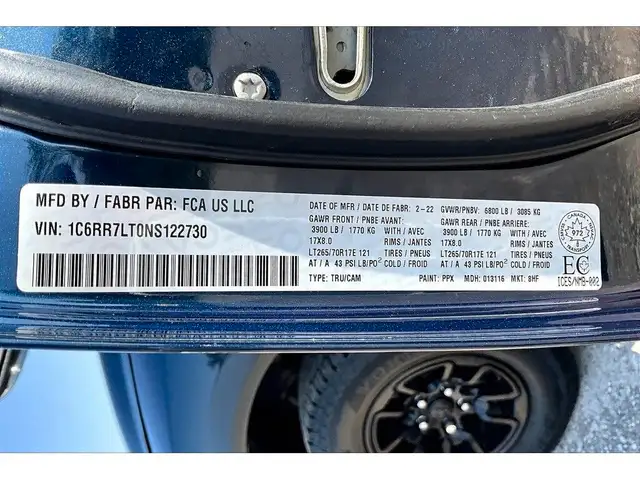 MFD BY / FABR PAR: FCA US LLC
VIN: 1C6RR7LT0NS122730
DATE OF MFR / DATE DE FABR: 2-22 GVWR/PNBV: 6800 LB / 3085 KG
GAWR FRONT / PNBE AVANT: GAWR REAR / PNBE ARRIERE:
3900 LB / 1770 KG WITH / AVEC 3900 LB / 1770 KG WITH / AVEC
17X8.0 RIMS / JANTES 17X8.0 RIMS / JANTES
LT265/70R17E 121 TIRES / PNEUS LT265/70R17E 121 TIRES / PNEUS
AT / A 43 PSI LB/PO² COLD / FROID AT / A 43 PSI LB/PO² COLD / FROID
TYPE: TRU/CAM PAINT: PPX MDH: 013116 MKT: 8HF
CANADA
972
EC
ICES/NMB-002